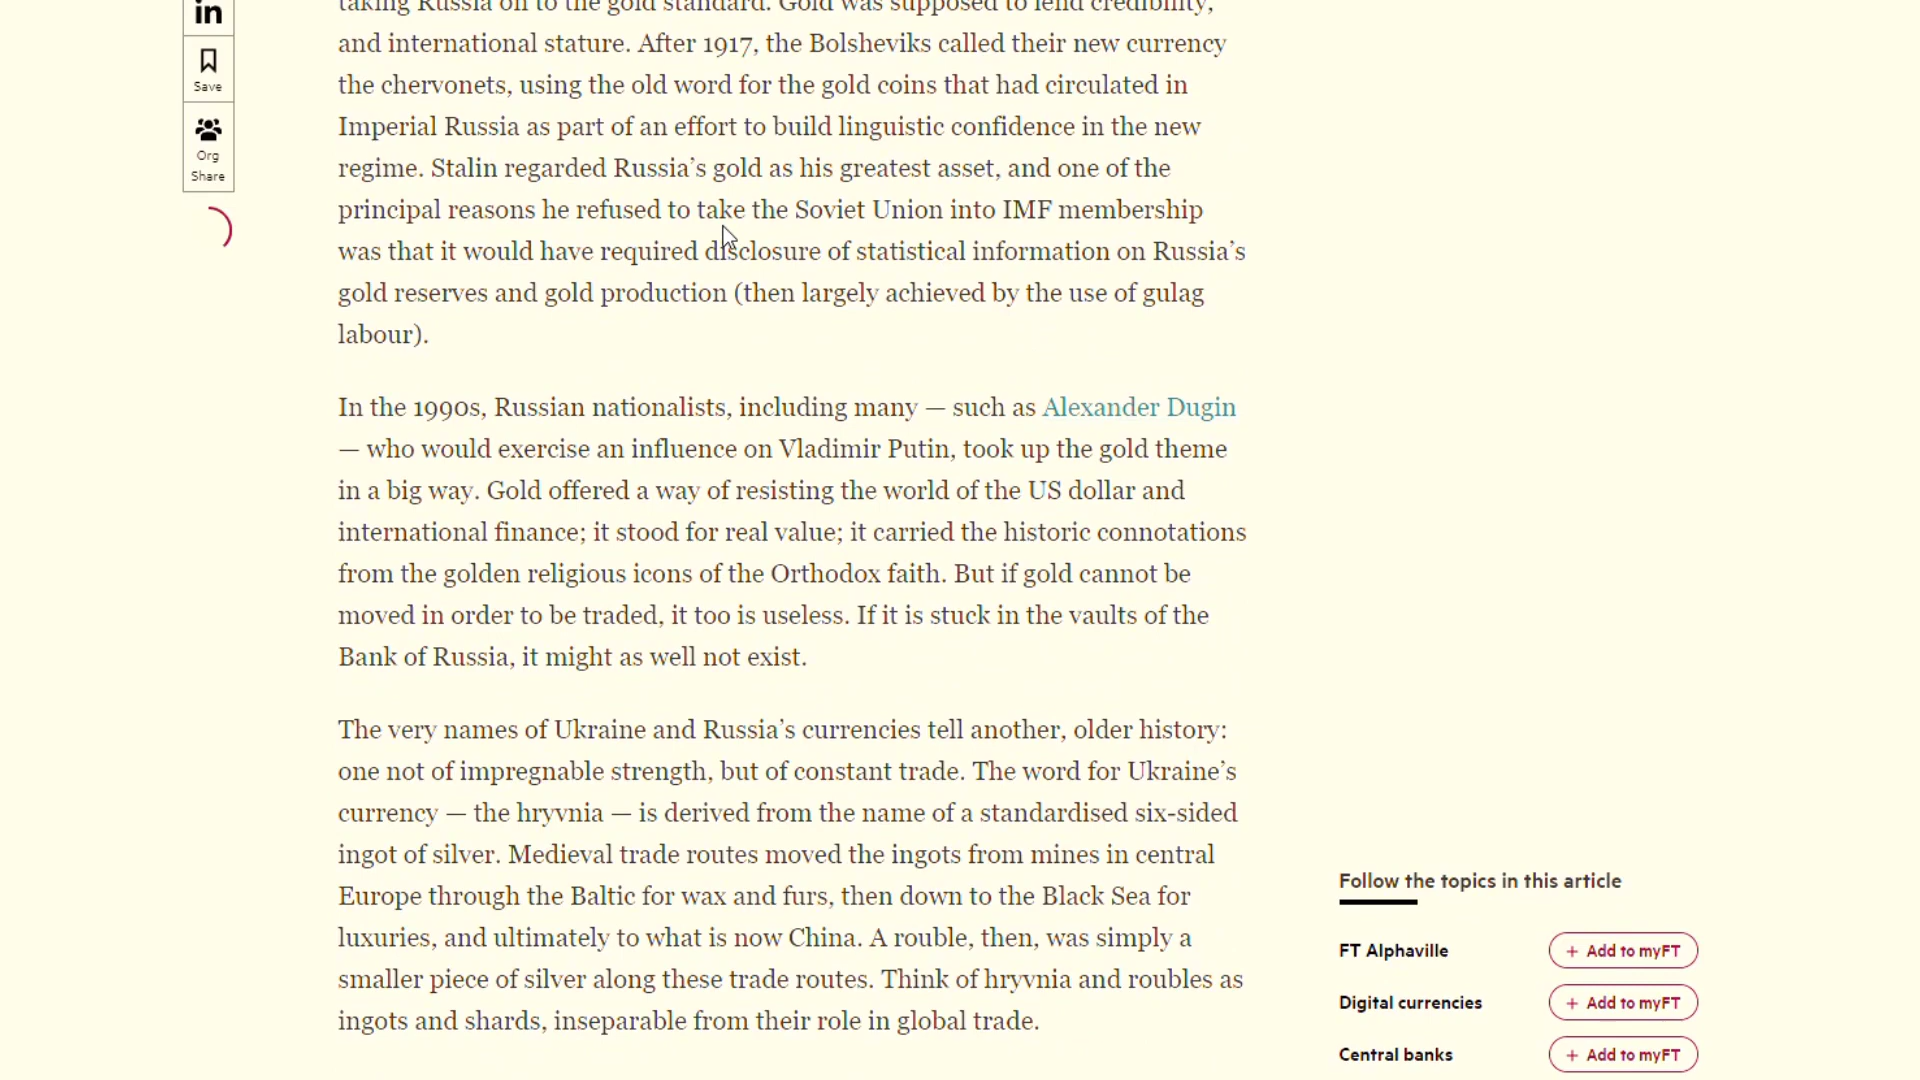 in
Save
Org
Share
taking Russia on to the gold standard. Gold was supposed to lend credibility,
and international stature. After 1917, the Bolsheviks called their new currency
the chervonets, using the old word for the gold coins that had circulated in
Imperial Russia as part of an effort to build linguistic confidence in the new
regime. Stalin regarded Russia’s gold as his greatest asset, and one of the
principal reasons he refused to take the Soviet Union into IMF membership
was that it would have required disclosure of statistical information on Russia’s
gold reserves and gold production (then largely achieved by the use of gulag
labour).
In the 1990s, Russian nationalists, including many — such as Alexander Dugin
— who would exercise an influence on Vladimir Putin, took up the gold theme
in a big way. Gold offered a way of resisting the world of the US dollar and
international finance; it stood for real value; it carried the historic connotations
from the golden religious icons of the Orthodox faith. But if gold cannot be
moved in order to be traded, it too is useless. If it is stuck in the vaults of the
Bank of Russia, it might as well not exist.
The very names of Ukraine and Russia’s currencies tell another, older history:
one not of impregnable strength, but of constant trade. The word for Ukraine’s
currency — the hryvnia — is derived from the name of a standardised six-sided
ingot of silver. Medieval trade routes moved the ingots from mines in central
Europe through the Baltic for wax and furs, then down to the Black Sea for
luxuries, and ultimately to what is now China. A rouble, then, was simply a
smaller piece of silver along these trade routes. Think of hryvnia and roubles as
ingots and shards, inseparable from their role in global trade.
Follow the topics in this article
FT Alphaville + Add to myFT
Digital currencies + Add to myFT
Central banks + Add to myFT